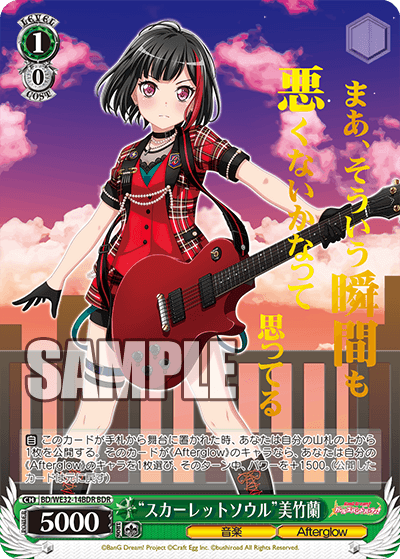 LEVEL
1
0
COST
まあ、そういう瞬間も
悪くないかなって
思ってる
SAMPLE
自 このカードが手札から舞台に置かれた時、あなたは自分の山札の上から
1枚を公開する。そのカードが《Afterglow》のキャラなら、あなたは自分の
《Afterglow》のキャラを1枚選び、そのターン中、パワーを+1500。(公開した
カードは元に戻す)
CH BD/WE32-14BDR BDR
“スカーレットソウル”美竹蘭
POWER
5000
音楽
Afterglow
©BanG Dream! Project ©Craft Egg Inc. ©bushiroad All Rights Reserved.